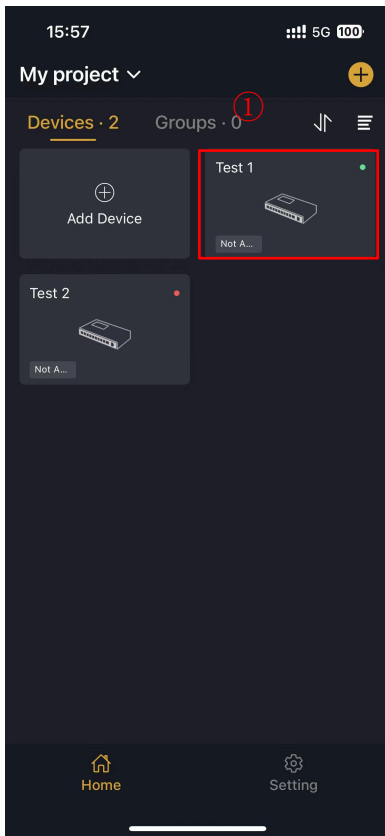 15:57 5G 100
My project
①
Devices · 2 Groups · 0
Add Device
Test 1
Not A...
Test 2
Not A...
Home Setting